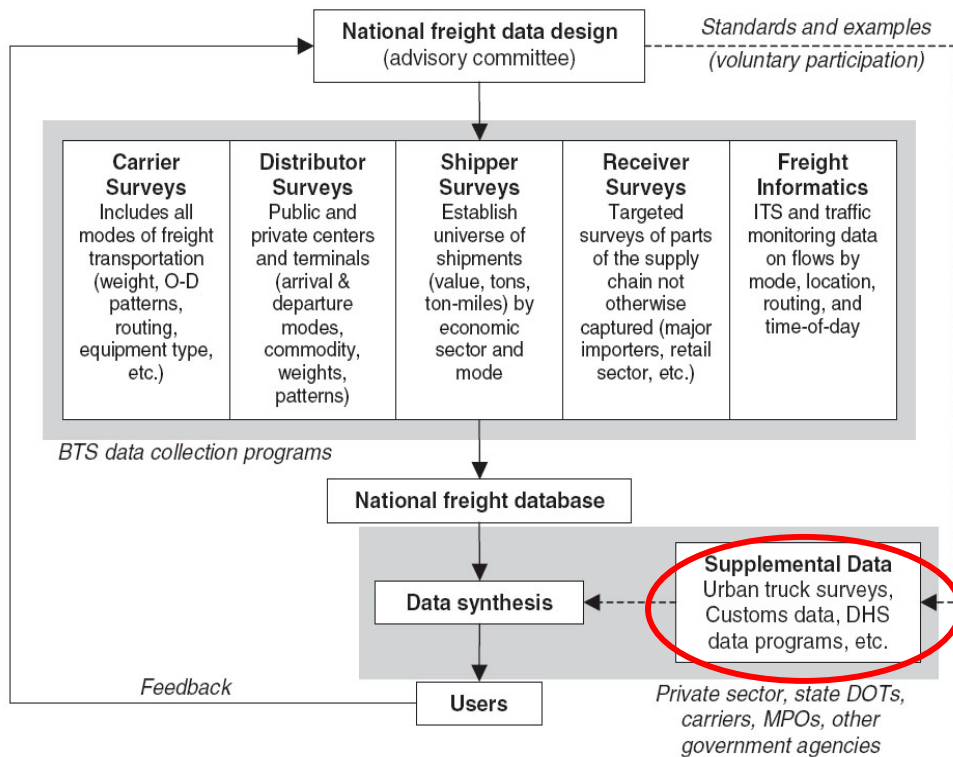 National freight data design
(advisory committee)
Standards and examples
(voluntary participation)
Carrier
Surveys
Includes all
modes of freight
transportation
(weight, O-D
patterns,
routing,
equipment type,
etc.)
Distributor
Surveys
Public and
private centers
and terminals
(arrival &
departure
modes,
commodity,
weights,
patterns)
Shipper
Surveys
Establish
universe of
shipments
(value, tons,
ton-miles) by
economic
sector and
mode
Receiver
Surveys
Targeted
surveys of parts
of the supply
chain not
otherwise
captured (major
importers, retail
sector, etc.)
Freight
Informatics
ITS and traffic
monitoring data
on flows by
mode, location,
routing, and
time-of-day
BTS data collection programs
National freight database
Data synthesis
Supplemental Data
Urban truck surveys,
Customs data, DHS
data programs, etc.
Feedback
Users
Private sector, state DOTs,
carriers, MPOs, other
government agencies